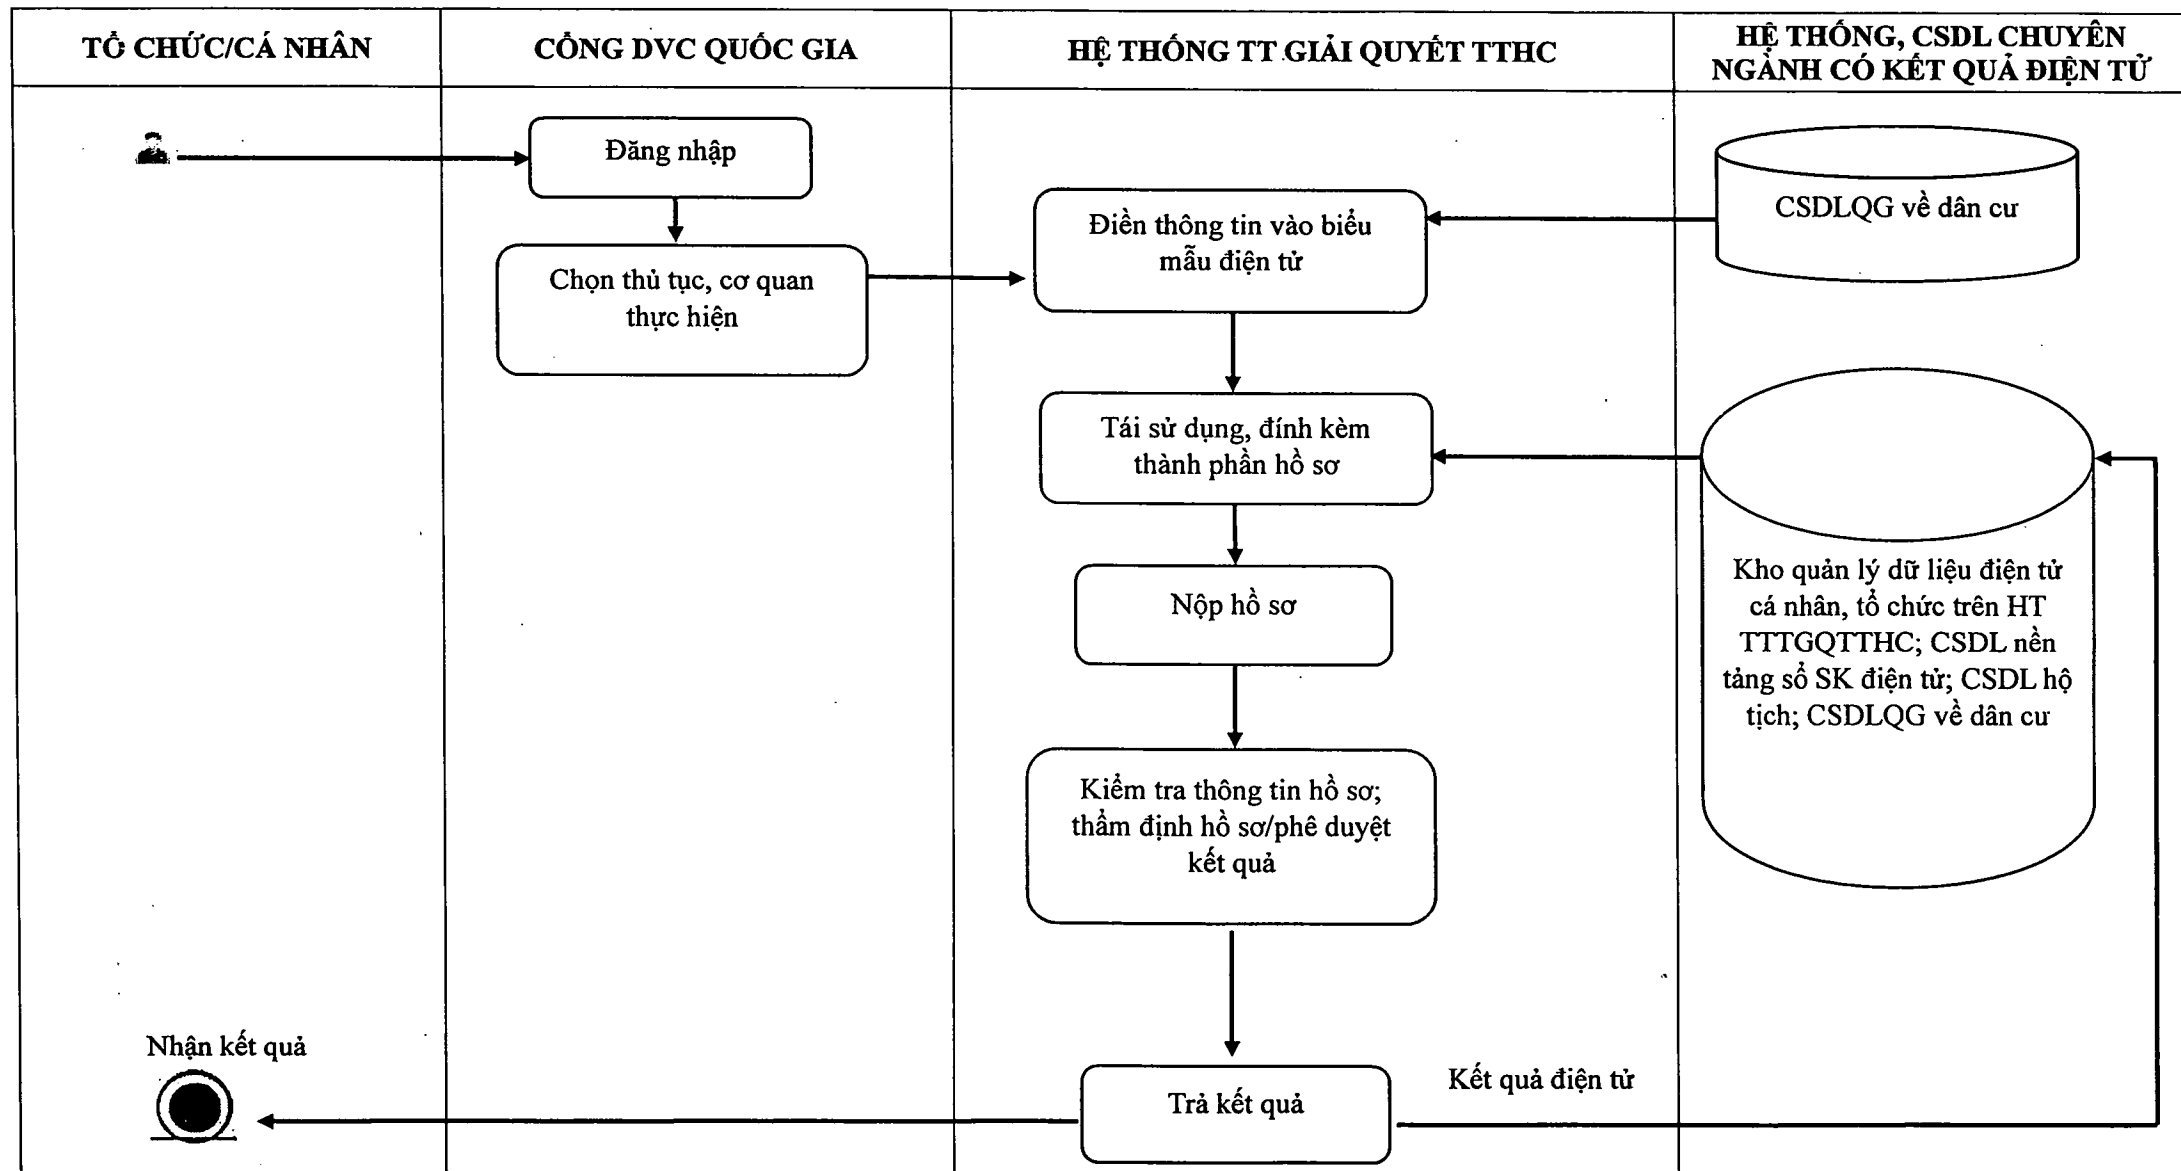 TỔ CHỨC/CÁ NHÂN
CỔNG DVC QUỐC GIA
HỆ THỐNG TT GIẢI QUYẾT TTHC
HỆ THỐNG, CSDL CHUYÊN
NGÀNH CÓ KẾT QUẢ ĐIỆN TỬ
Đăng nhập
Chọn thủ tục, cơ quan
thực hiện
Điền thông tin vào biểu
mẫu điện tử
CSDLQG về dân cư
Tái sử dụng, đính kèm
thành phần hồ sơ
Kho quản lý dữ liệu điện tử
cá nhân, tổ chức trên HT
TTTGQTTHC; CSDL nền
tảng sổ SK điện tử; CSDL hộ
tịch; CSDLQG về dân cư
Nộp hồ sơ
Kiểm tra thông tin hồ sơ;
thẩm định hồ sơ/phê duyệt
kết quả
Nhận kết quả
Trả kết quả
Kết quả điện tử